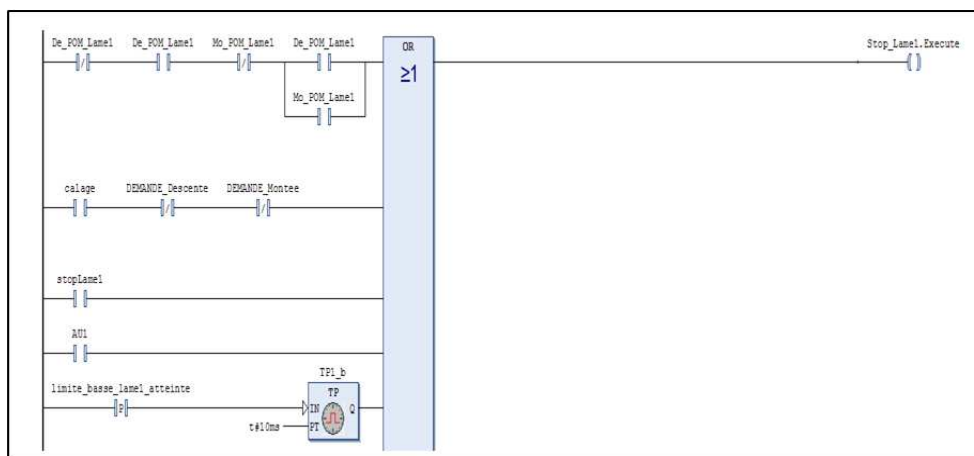 De_POM_Lame1 De_POM_Lame1 Mo_POM_Lame1 De_POM_Lame1 OR Stop_Lame1.Execute
≥1
Mo_POM_Lame1
calage DEMANDE_Descente DEMANDE_Montee
stopLame1
AU1
TP1_b
limite_basse_lame1_atteinte TP
P IN Q
t#10ms PT